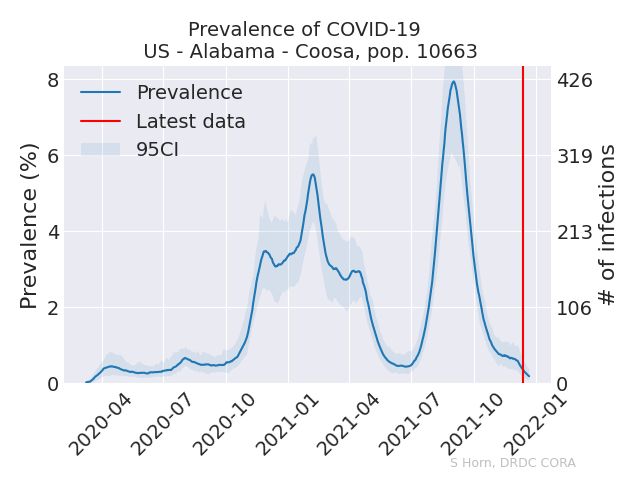 Prevalence of COVID-19
US - Alabama - Coosa, pop. 10663
Prevalence
Latest data
95CI
Prevalence (%)
8
6
4
2
0
426
319
213
106
0
# of infections
2020-04
2020-07
2020-10
2021-01
2021-04
2021-07
2021-10
2022-01
S Horn, DRDC CORA